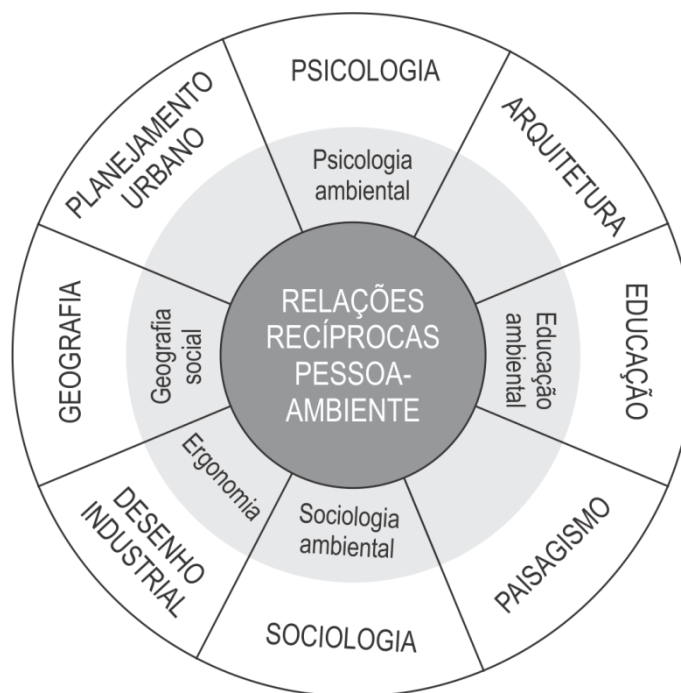 PSICOLOGIA
Psicologia
ambiental
ARQUITETURA
EDUCAÇÃO
Educação
ambiental
PAISAGISMO
SOCIOLOGIA
Sociologia
ambiental
DESENHO
INDUSTRIAL
Ergonomia
GEOGRAFIA
Geografia
social
PLANEJAMENTO
URBANO
RELAÇÕES
RECÍPROCAS
PESSOA-
AMBIENTE